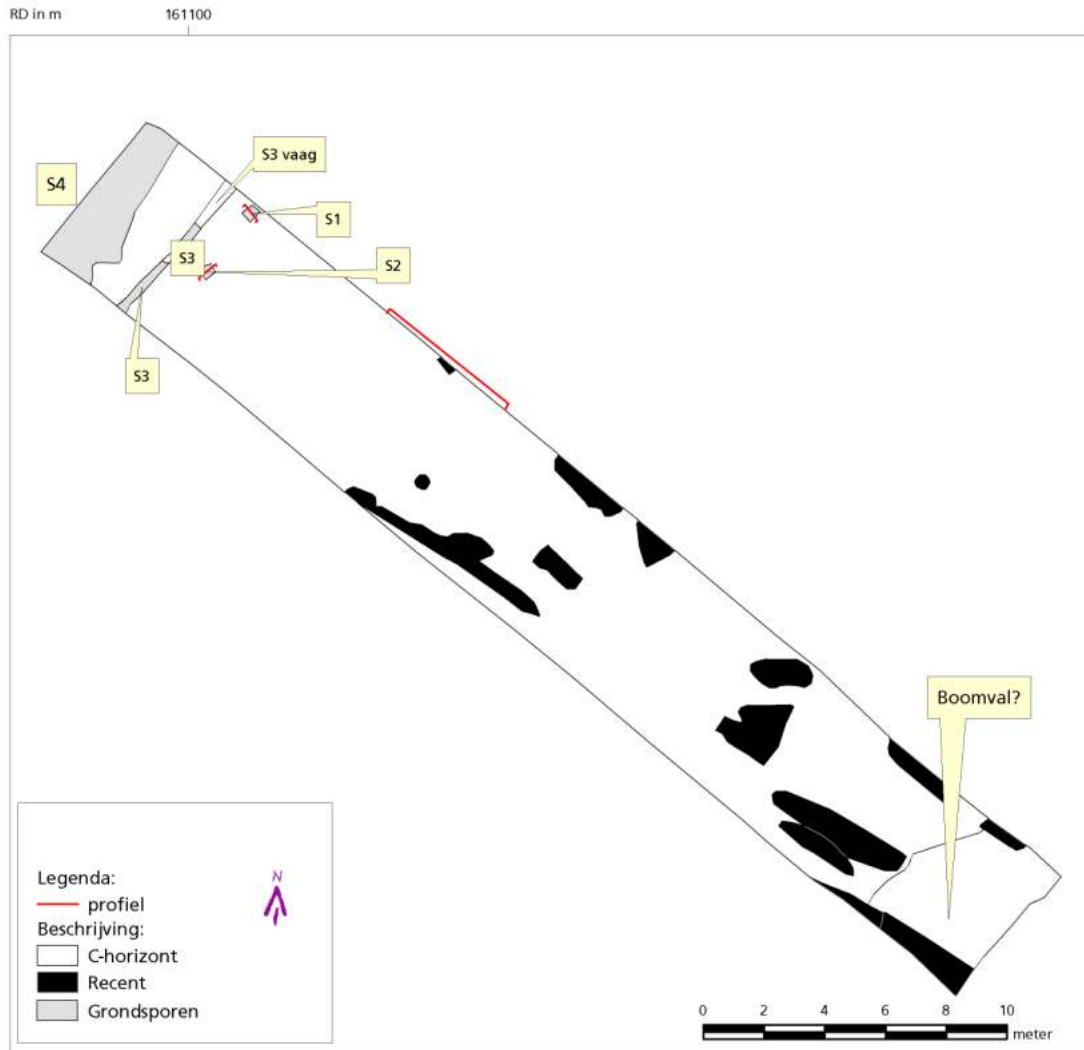 RD in m
161100
S3 vaag
S4
S1
S3
S2
S3
Boomval?
Legenda:
profiel
Beschrijving:
C-horizont
Recent
Grondsporen
N
0 2 4 6 8 10
meter